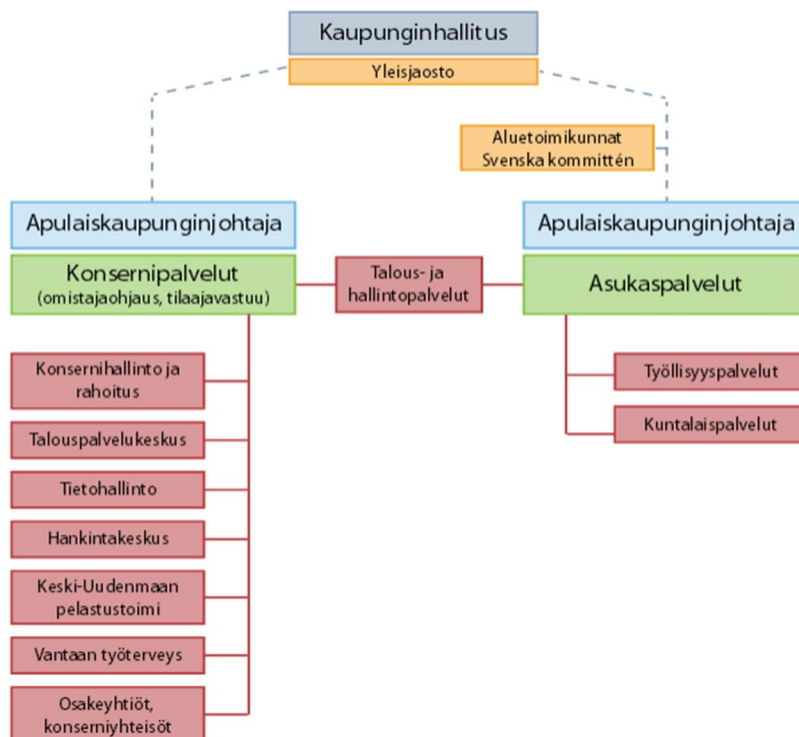 Kaupunginhallitus
Yleisjaosto
Aluetoimikunnat
Svenska kommittén
Apulaiskaupunginjohtaja
Apulaiskaupunginjohtaja
Konsernipalvelut
(omistajaohjaus, tilaajavastuu)
Talous- ja
hallintopalvelut
Asukaspalvelut
Konsernihallinto ja
rahoitus
Talouspalvelukeskus
Tietohallinto
Hankintakeskus
Keski-Uudenmaan
pelastustoimi
Vantaan työterveys
Osakeyhtiöt,
konserniyhteisöt
Työllisyyspalvelut
Kuntalaispalvelut